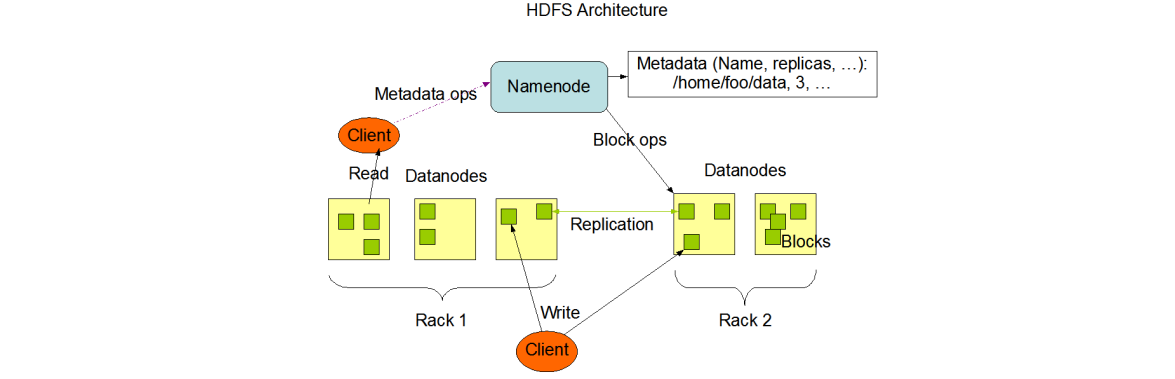 HDFS Architecture
Metadata (Name, replicas, …):
/home/foo/data, 3, …
Namenode
Metadata ops
Client
Block ops
Read
Datanodes
Datanodes
Replication
Blocks
Rack 1
Write
Rack 2
Client